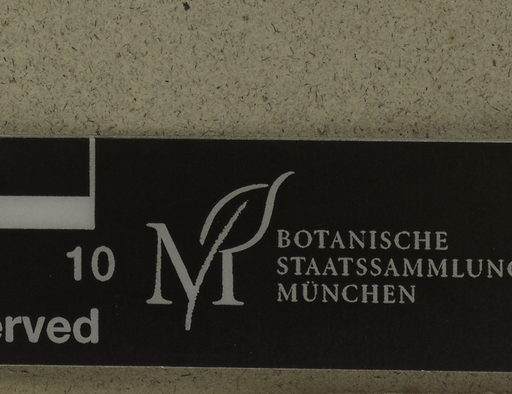 10
erved
M
BOTANISCHE
STAATSSAMMLUNG
MÜNCHEN